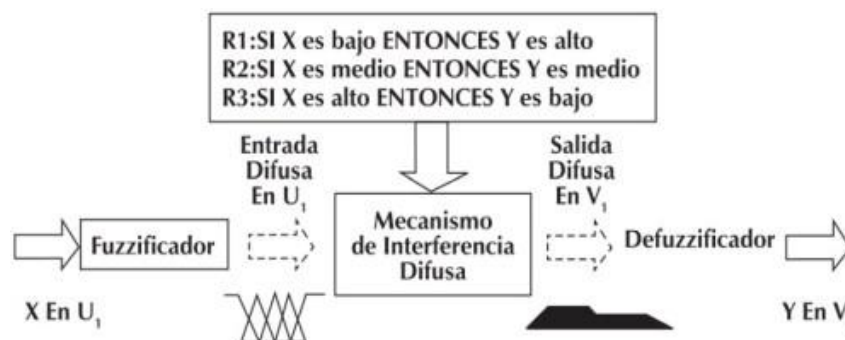 R1:SI X es bajo ENTONCES Y es alto
R2:SI X es medio ENTONCES Y es medio
R3:SI X es alto ENTONCES Y es bajo
Entrada
Difusa
En U₁
Salida
Difusa
En V₁
Fuzzificador
Mecanismo
de Interferencia
Difusa
Defuzzificador
X En U₁
Y En V